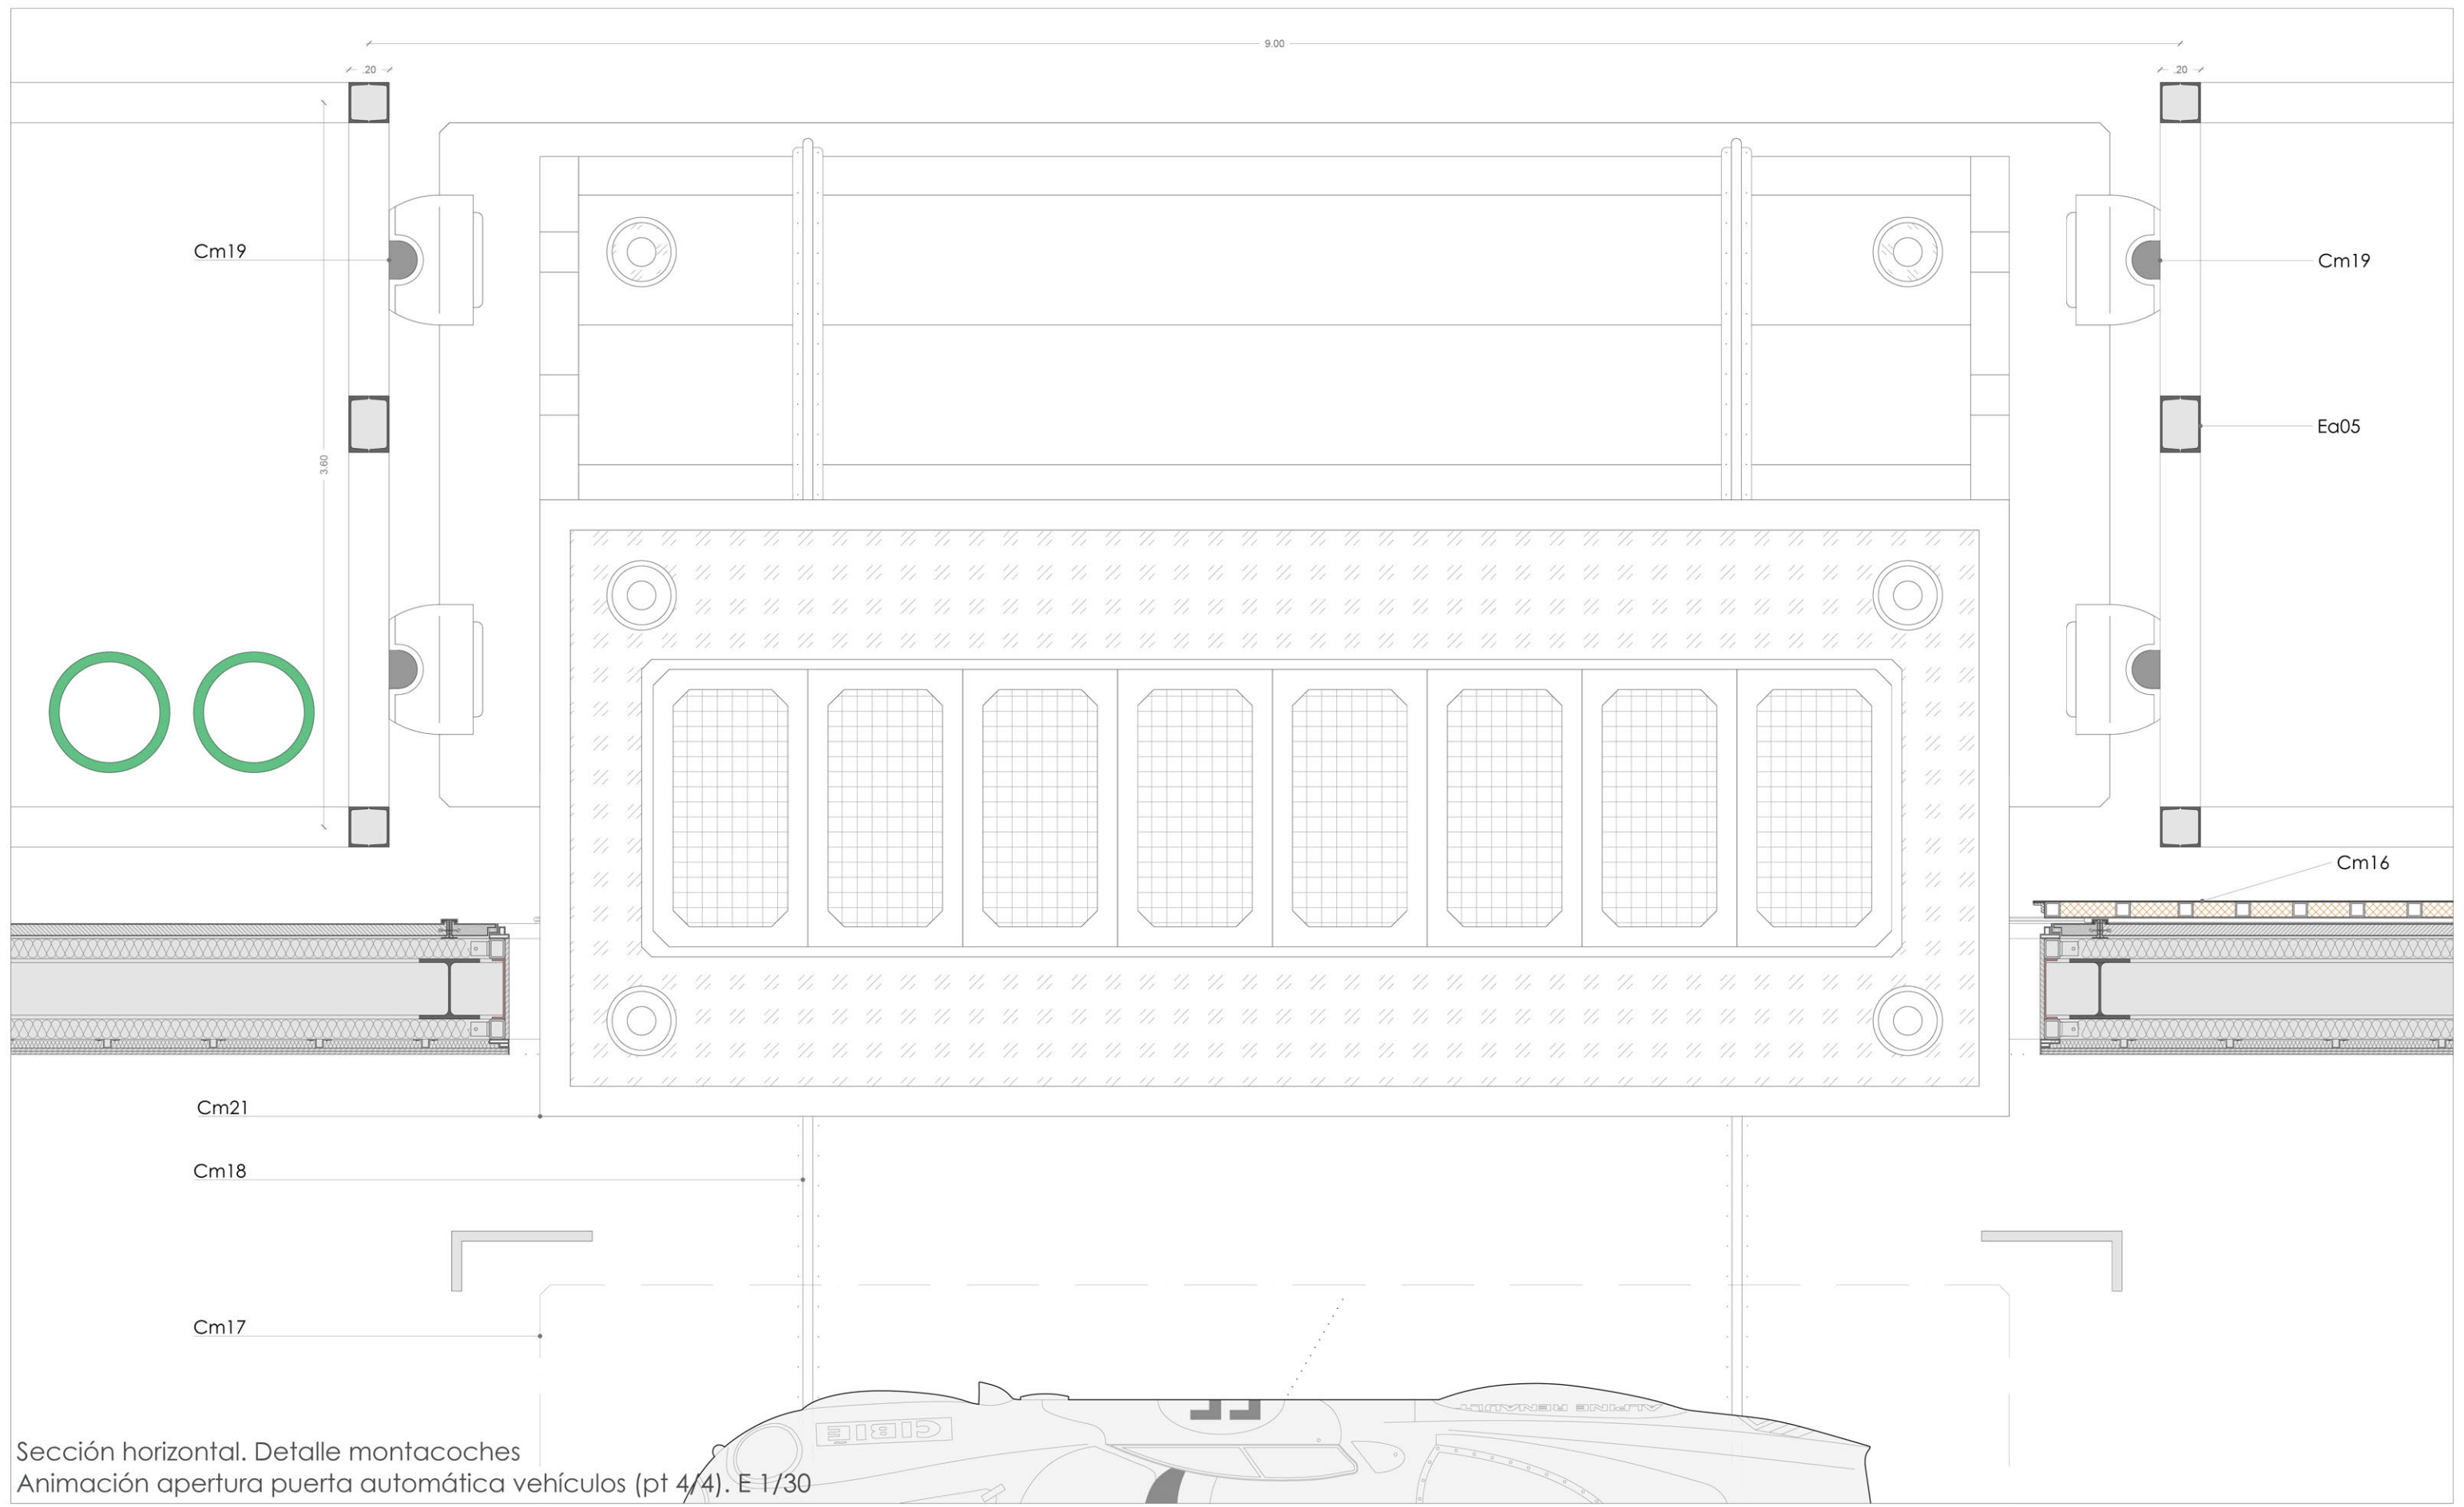 9.00
.20
.20
Cm19
Cm19
Ea05
3.60
Cm16
Cm21
Cm18
Cm17
CIBIE
ALPINE RENAULT
Sección horizontal. Detalle montacoches
Animación apertura puerta automática vehículos (pt 4/4). E 1/30